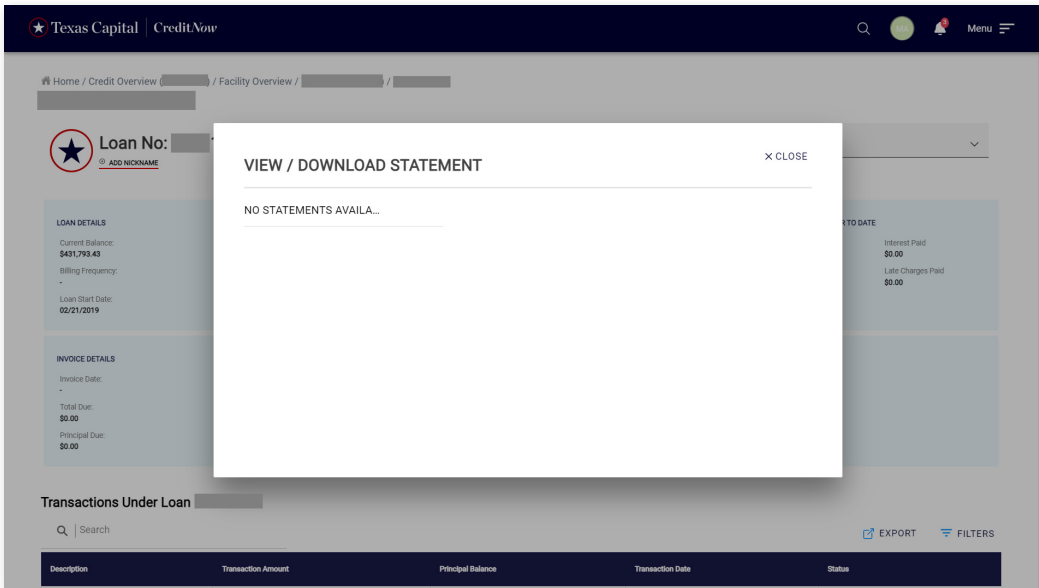 Texas Capital CreditNow
3
Menu
Home / Credit Overview ( ) / Facility Overview / /
Loan No:
ADD NICKNAME
VIEW / DOWNLOAD STATEMENT
CLOSE
NO STATEMENTS AVAILA...
LOAN DETAILS
Current Balance:
$431,793.43
Billing Frequency:
-
Loan Start Date:
02/21/2019
R TO DATE
Interest Paid
$0.00
Late Charges Paid
$0.00
INVOICE DETAILS
Invoice Date:
-
Total Due:
$0.00
Principal Due:
$0.00
Transactions Under Loan
Search
EXPORT
FILTERS
Description Transaction Amount Principal Balance Transaction Date Status